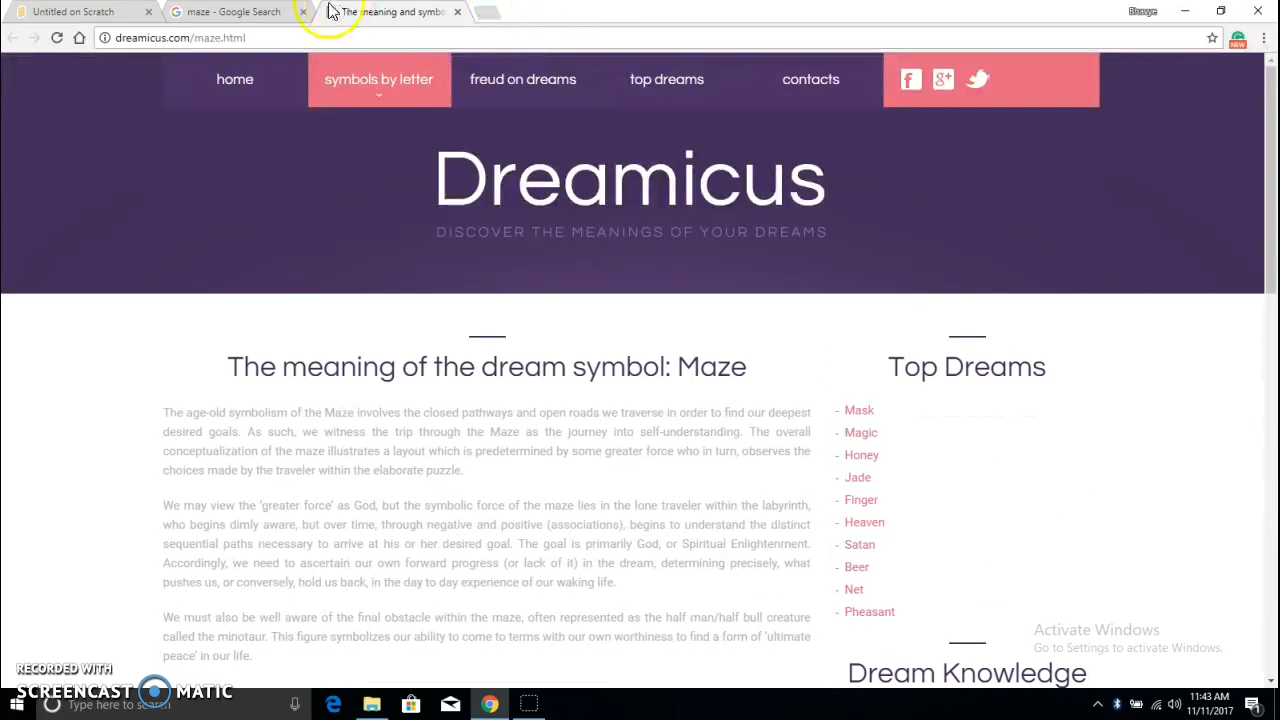 Untitled on Scratch
maze - Google Search
The meaning and symbo
Bhavya
dreamicus.com/maze.html
NEW
home
symbols by letter
freud on dreams
top dreams
contacts
Dreamicus
DISCOVER THE MEANINGS OF YOUR DREAMS
The meaning of the dream symbol: Maze
The age-old symbolism of the Maze involves the closed pathways and open roads we traverse in order to find our deepest
desired goals. As such, we witness the trip through the Maze as the journey into self-understanding. The overall
conceptualization of the maze illustrates a layout which is predetermined by some greater force who in turn, observes the
choices made by the traveler within the elaborate puzzle.
We may view the 'greater force' as God, but the symbolic force of the maze lies in the lone traveler within the labyrinth,
who begins dimly aware, but over time, through negative and positive (associations), begins to understand the distinct
sequential paths necessary to arrive at his or her desired goal. The goal is primarily God, or Spiritual Enlightenment.
Accordingly, we need to ascertain our own forward progress (or lack of it) in the dream, determining precisely, what
pushes us, or conversely, hold us back, in the day to day experience of our waking life.
We must also be well aware of the final obstacle within the maze, often represented as the half man/half bull creature
called the minotaur. This figure symbolizes our ability to come to terms with our own worthiness to find a form of 'ultimate
peace' in our life.
Top Dreams
- Mask
- Magic
- Honey
- Jade
- Finger
- Heaven
- Satan
- Beer
- Net
- Pheasant
Dream Knowledge
Activate Windows
Go to Settings to activate Windows.
RECORDED WITH
SCREENCAST MATIC
Type here to search
11:43 AM
11/11/2017